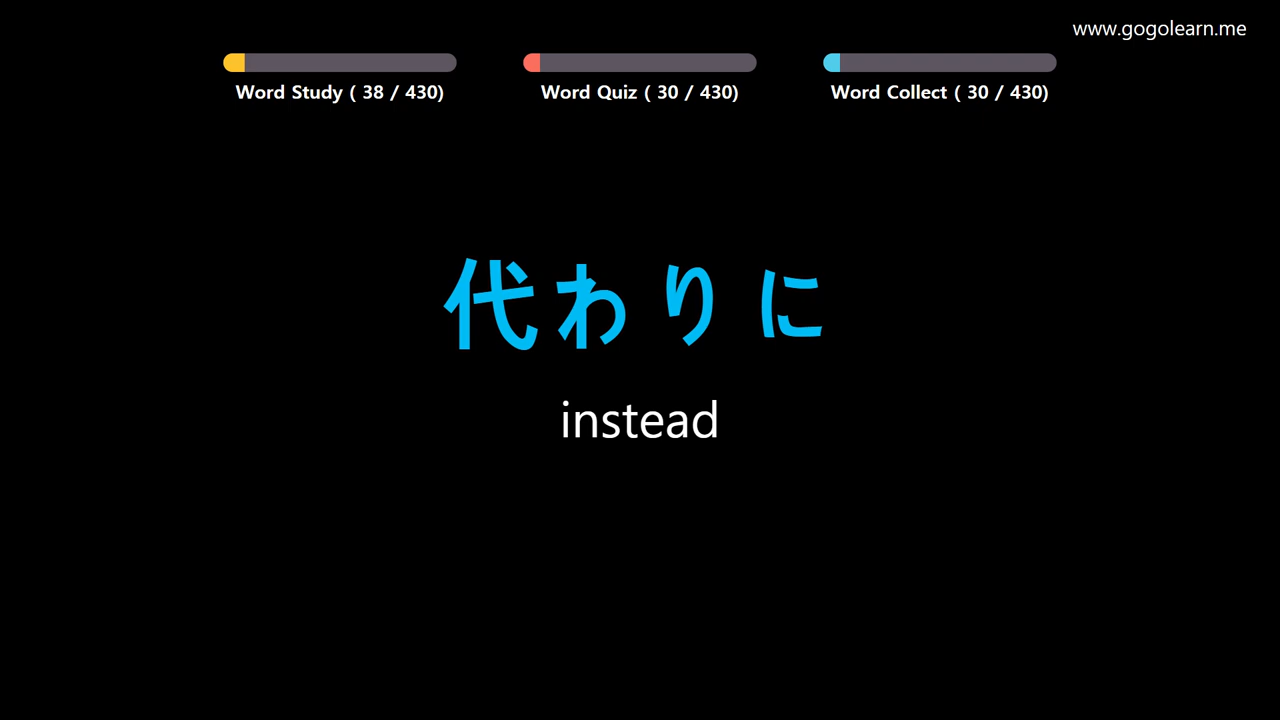 www.gogolearn.me
Word Study ( 38 / 430)
Word Quiz ( 30 / 430)
Word Collect ( 30 / 430)
代わりに
instead